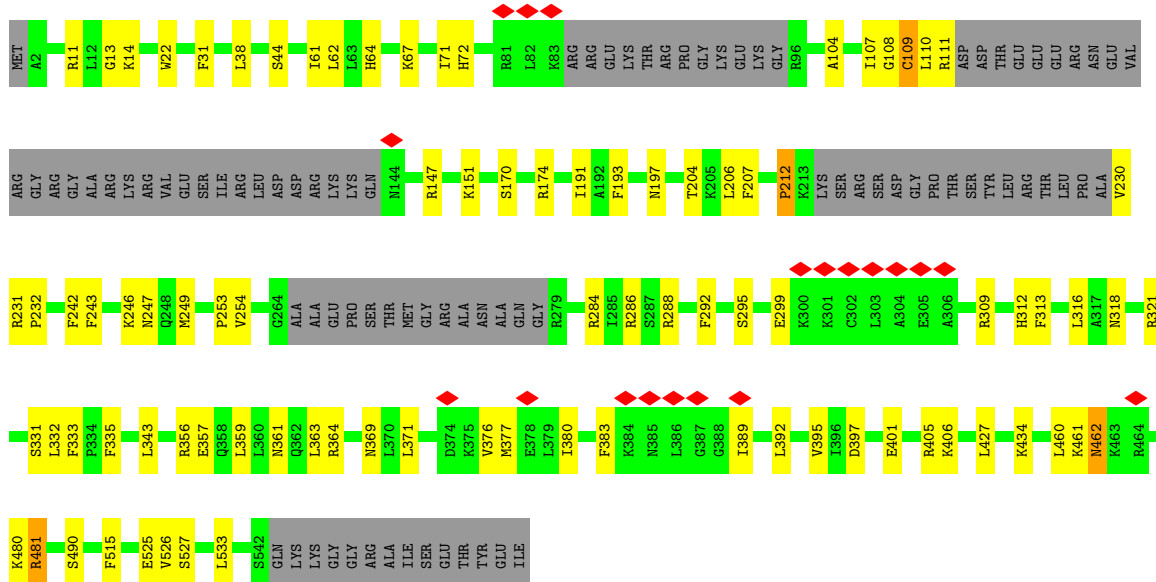 MET A2 R11 L12 G13 K14 W22 F31 L38 S44 I61 L62 L63 H64 K67 I71 H72 R81 L82 K83 ARG ARG GLU LYS THR ARG PRO GLY LYS GLU LYS GLY R96 A104 I107 G108 C109 L110 R111 ASP ASP THR GLU GLU GLU ARG ASN GLU VAL
ARG GLY ARG GLY ALA ARG LYS ARG VAL GLU SER ILE ARG LEU ASP ASP ARG LYS LYS GLN N144 R147 K151 S170 R174 I191 A192 F193 N197 T204 K205 L206 F207 P212 K213 LYS SER ARG SER ASP GLY PRO THR SER TYR LEU ARG THR LEU PRO ALA V230
R231 P232 F242 F243 K246 N247 Q248 M249 P253 V254 G264 ALA ALA GLU PRO SER THR MET GLY ARG ALA ASN ALA GLN GLY R279 R284 I285 R286 S287 R288 F292 S295 E299 K300 K301 C302 L303 A304 E305 A306 R309 H312 F313 L316 A317 N318 R321
S331 L332 F333 P334 F335 L343 R356 E357 Q358 L359 L360 N361 Q362 L363 R364 N369 L370 L371 D374 K375 V376 M377 E378 L379 I380 F383 K384 N385 L386 G387 G388 I389 L392 V395 I396 D397 E401 R405 K406 L427 K434 L460 K461 N462 K463 R464
K480 R481 S490 F515 E525 V526 S527 L533 S542 GLN LYS LYS GLY GLY ARG ALA ILE SER GLU THR TYR GLU ILE